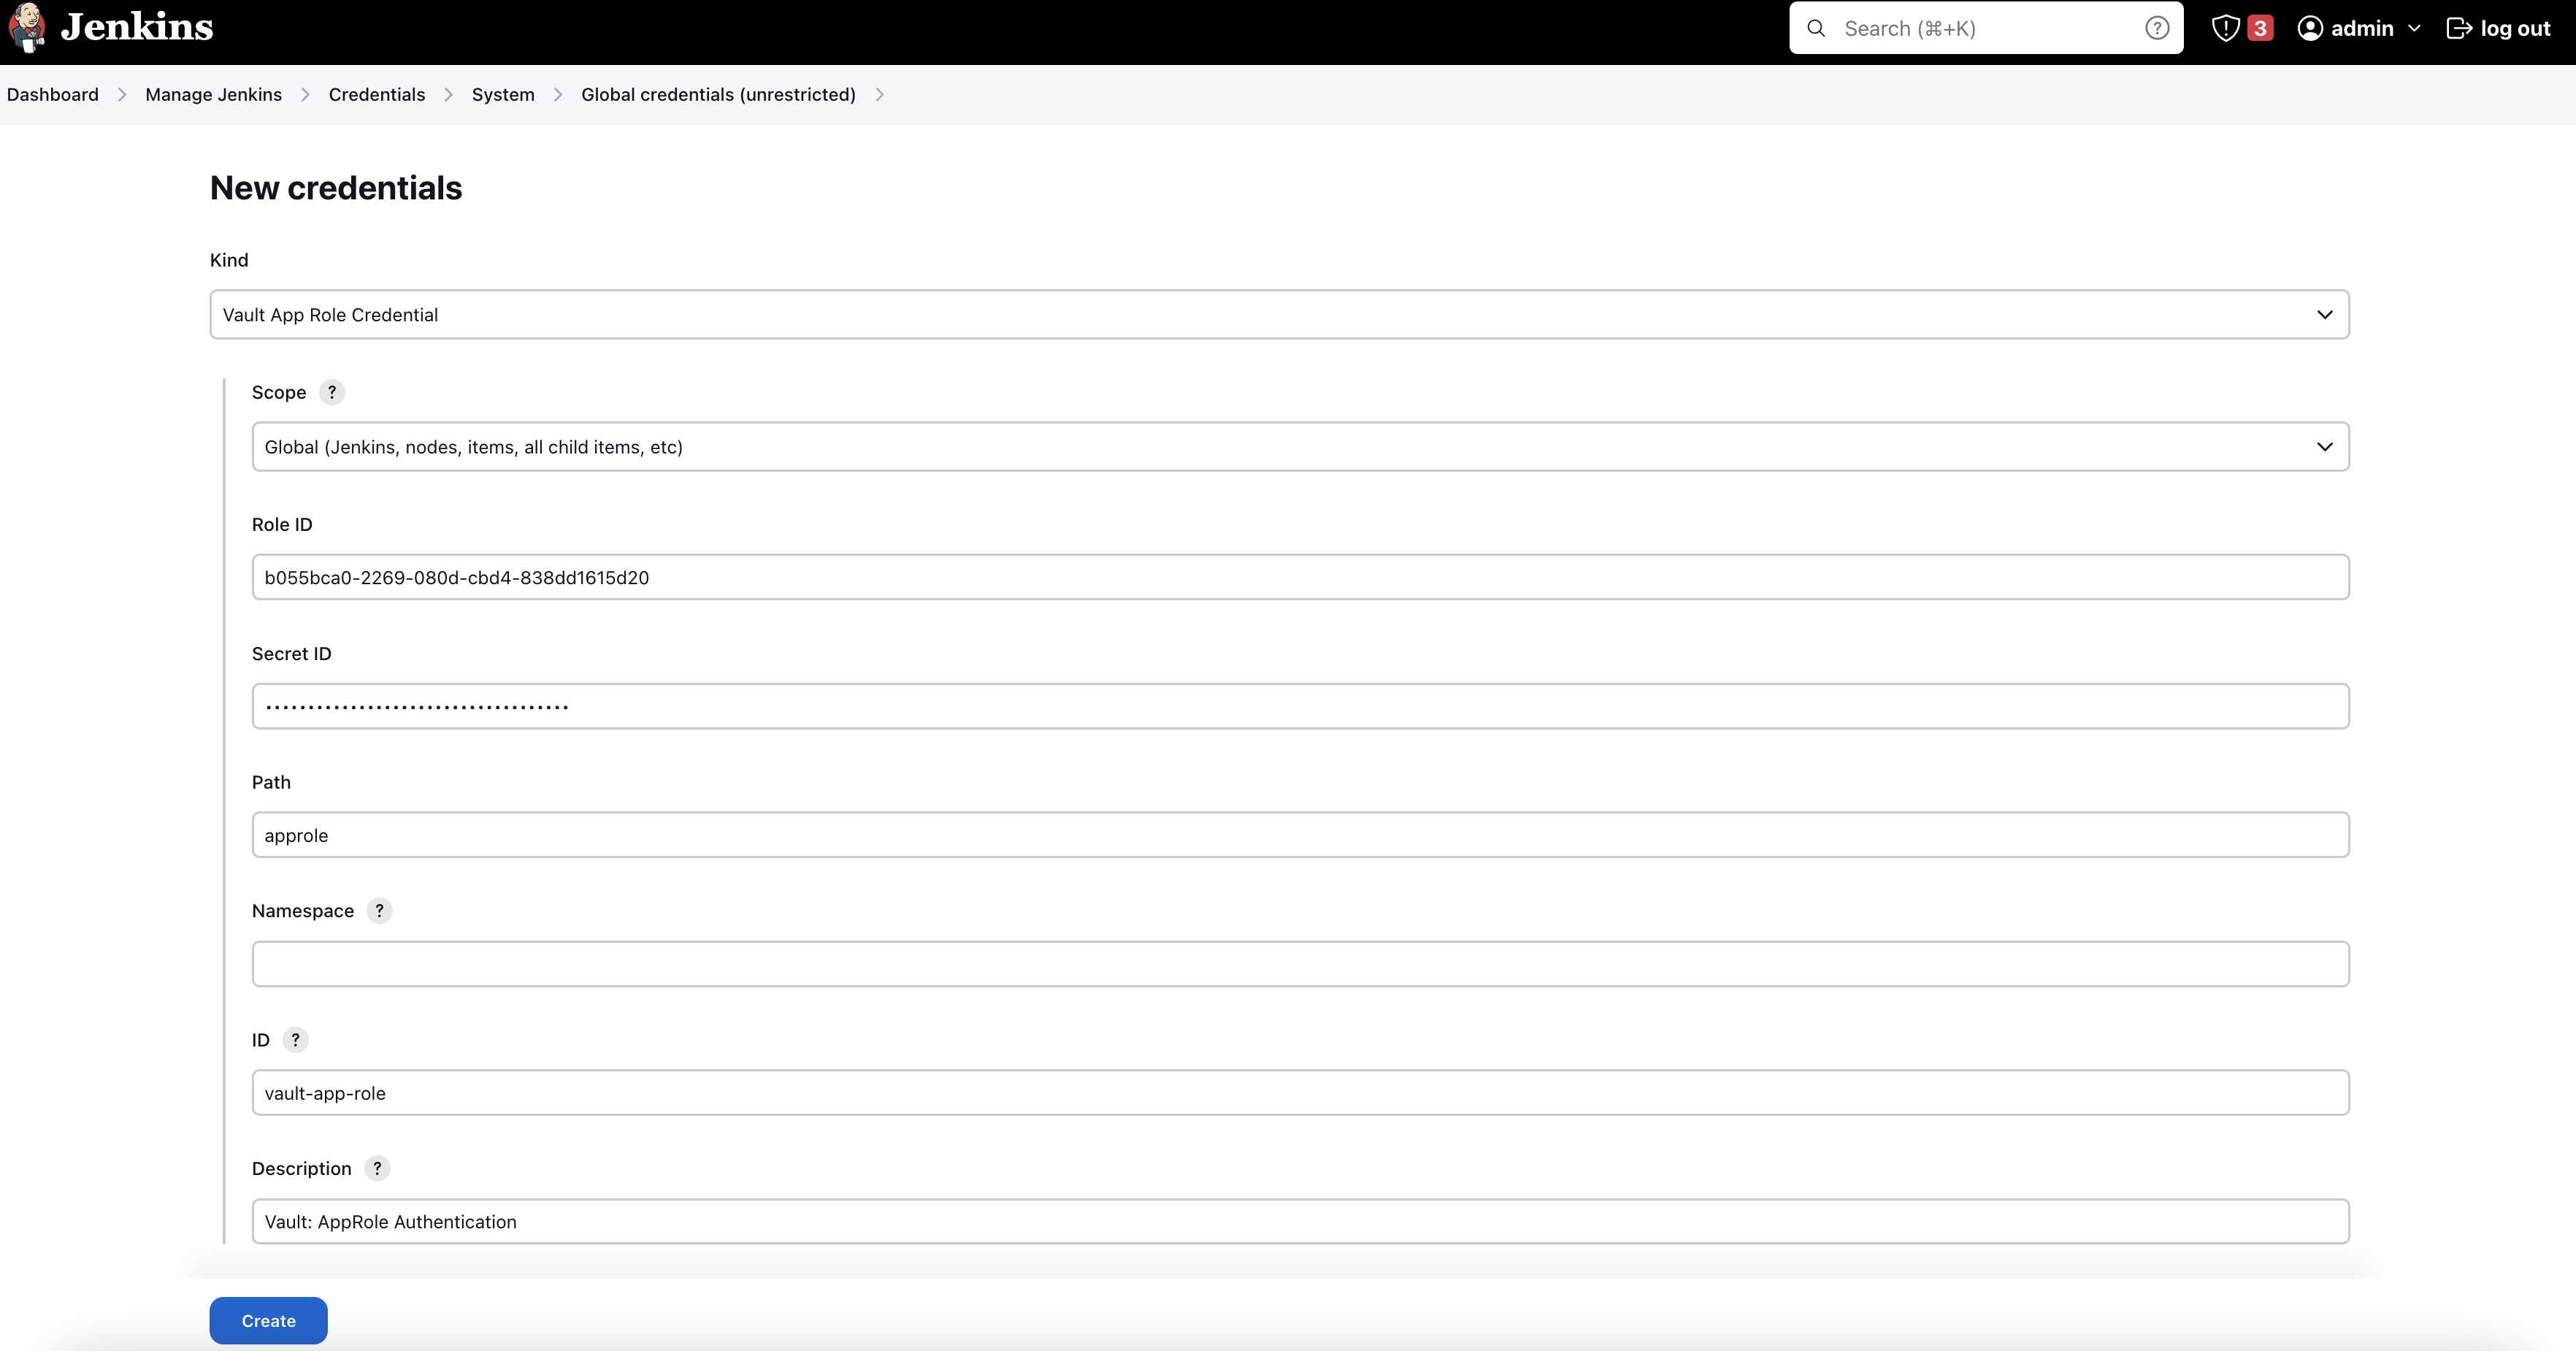 Jenkins
Search (⌘+K)
?
3
admin
log out
Dashboard
Manage Jenkins
Credentials
System
Global credentials (unrestricted)
New credentials
Kind
Vault App Role Credential
Scope ?
Global (Jenkins, nodes, items, all child items, etc)
Role ID
b055bca0-2269-080d-cbd4-838dd1615d20
Secret ID
••••••••••••••••••••••••••••••••••••
Path
approle
Namespace ?
ID ?
vault-app-role
Description ?
Vault: AppRole Authentication
Create